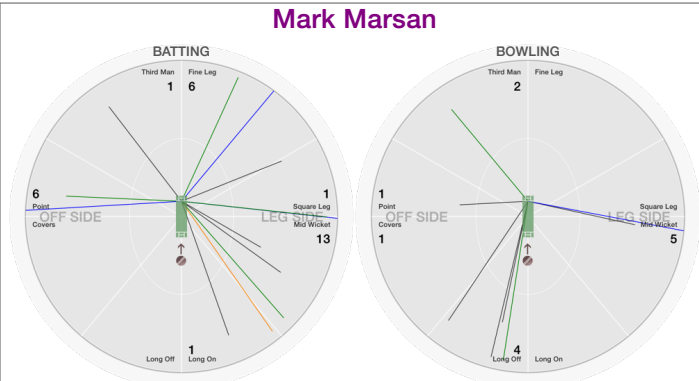 Mark Marsan
BATTING
BOWLING
Third Man Fine Leg
1 6
Third Man Fine Leg
2
6
Point
OFF SIDE
Covers
1
Square Leg
LEG SIDE
Mid Wicket
13
1
Point
OFF SIDE
Covers
1
Square Leg
LEG SIDE
Mid Wicket
5
1
Long Off Long On
4
Long Off Long On